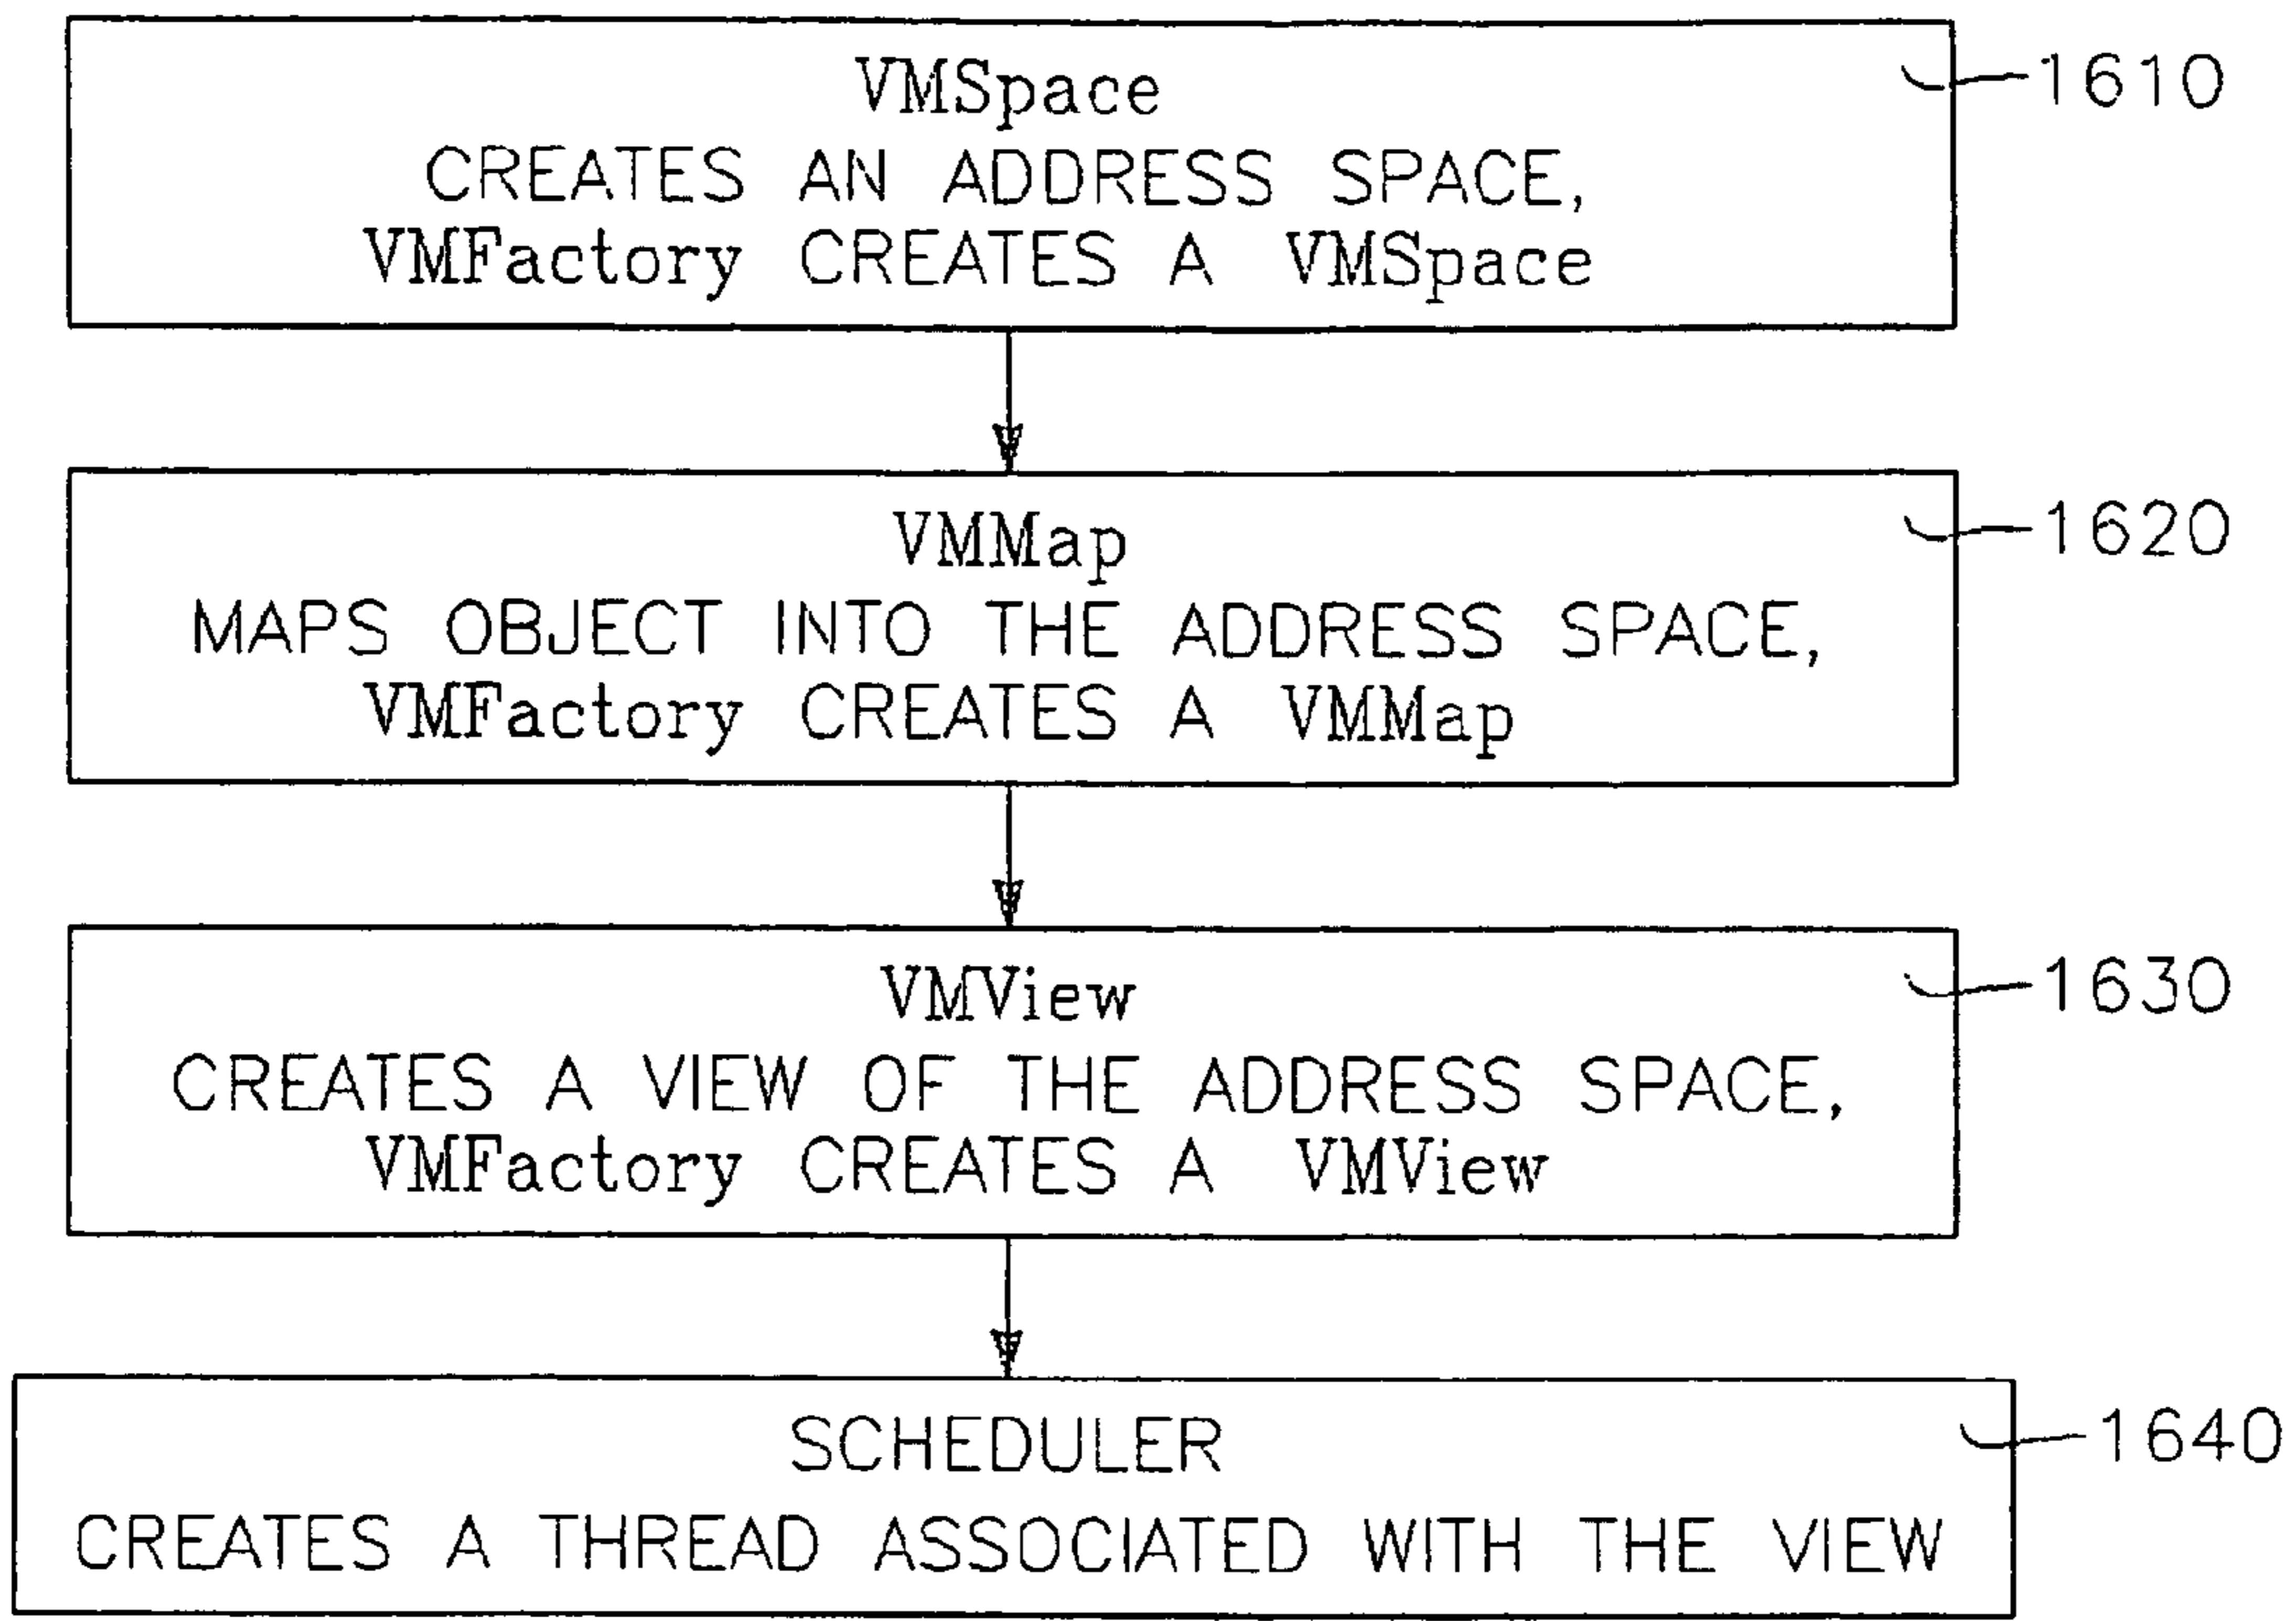 VMSpace
1610
CREATES AN ADDRESS SPACE,
VMFactory CREATES A VMSpace
VMMap
1620
MAPS OBJECT INTO THE ADDRESS SPACE,
VMFactory CREATES A VMMap
VMView
1630
CREATES A VIEW OF THE ADDRESS SPACE,
VMFactory CREATES A VMView
SCHEDULER
1640
CREATES A THREAD ASSOCIATED WITH THE VIEW